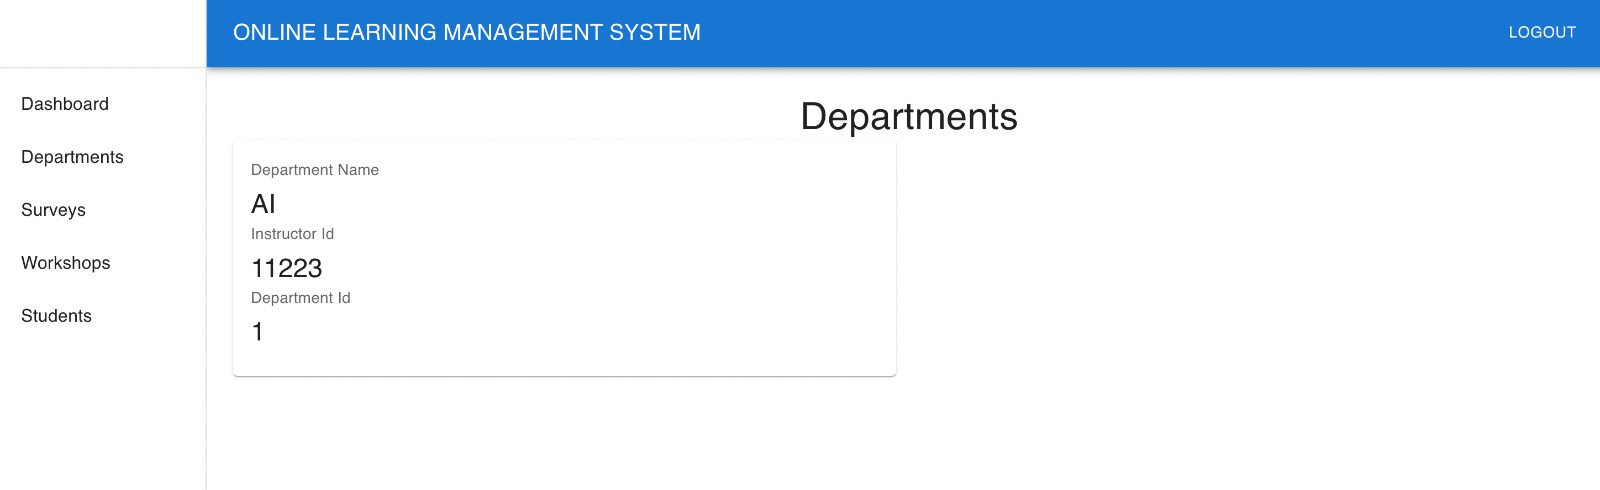 ONLINE LEARNING MANAGEMENT SYSTEM
LOGOUT
Dashboard
Departments
Surveys
Workshops
Students
Departments
Department Name
AI
Instructor Id
11223
Department Id
1